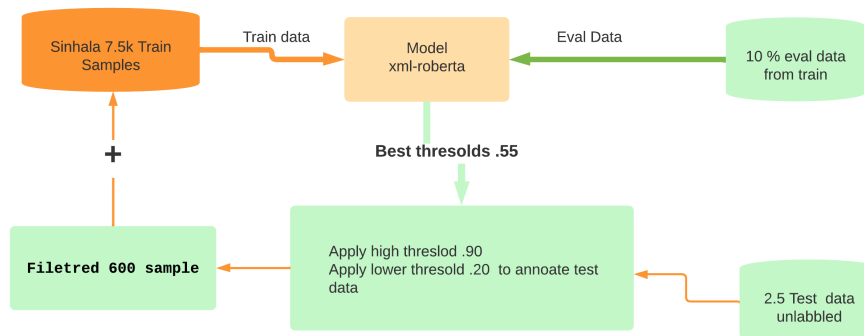 Sinhala 7.5k Train
Samples
Train data
Model
xml-roberta
Eval Data
10 % eval data
from train
Best thresolds .55
+
Filetred 600 sample
Apply high threslod .90
Apply lower thresold .20 to annoate test
data
2.5 Test data
unlabbled